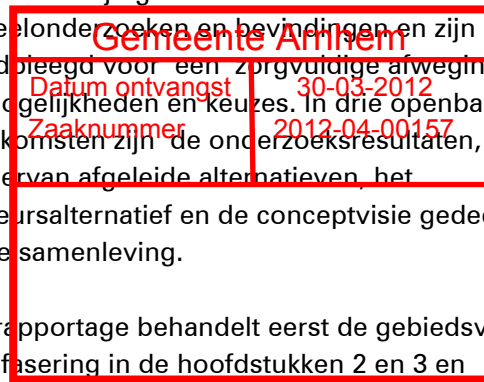 eelonderzoeken en bevindingen en zijn
Gemeente Arnhem
dpleegd voor een zorgvuldige afwegin
Datum ontvangst 30-03-2012
ogelijkheden en keuzes. In drie openba
Zaaknummer 2012-04-00157
komsten zijn de onderzoeksresultaten,
ervan afgeleide alternatieven, het
eursalternatief en de conceptvisie gedee
e samenleving.
rapportage behandelt eerst de gebiedsv
fasering in de hoofdstukken 2 en 3 en